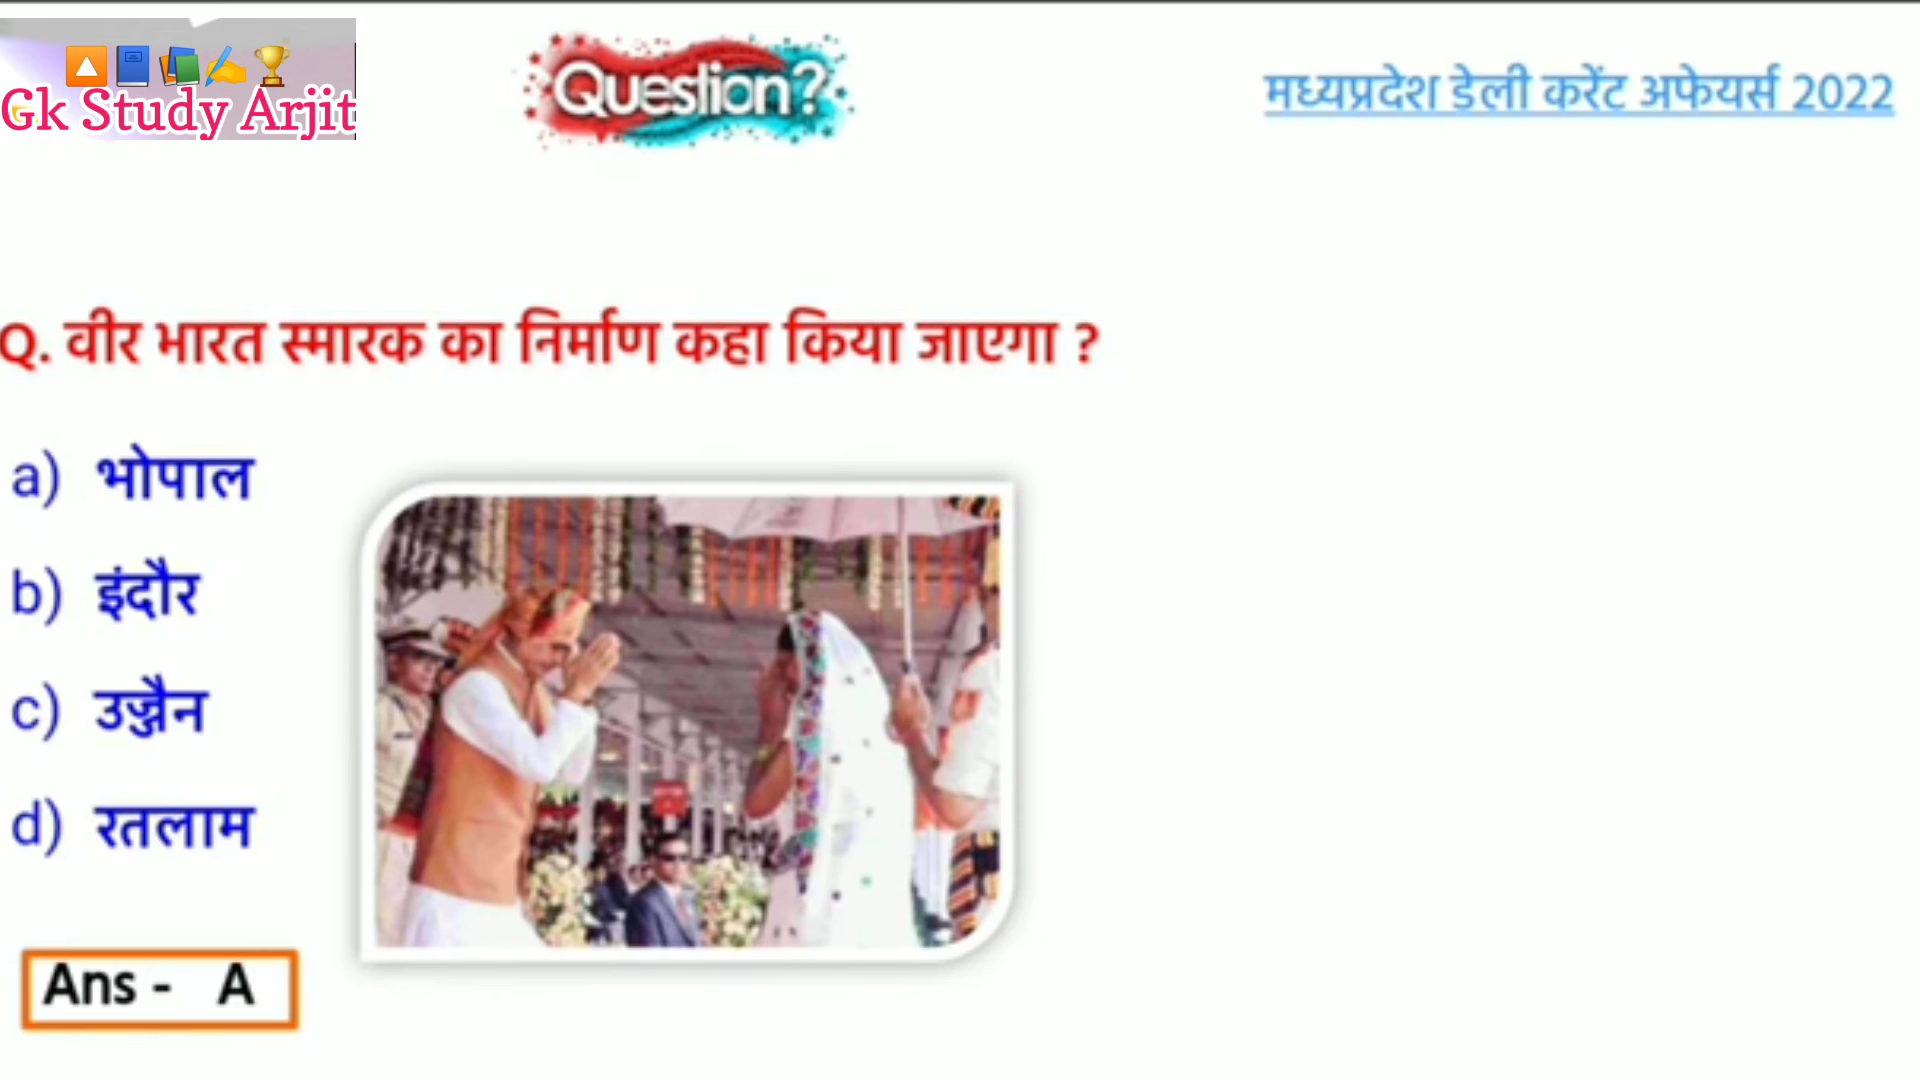 Gk Study Arjit
Question?
मध्यप्रदेश डेली करेंट अफेयर्स 2022
Q. वीर भारत स्मारक का निर्माण कहा किया जाएगा ?
a) भोपाल
b) इंदौर
c) उज्जैन
d) रतलाम
Ans - A